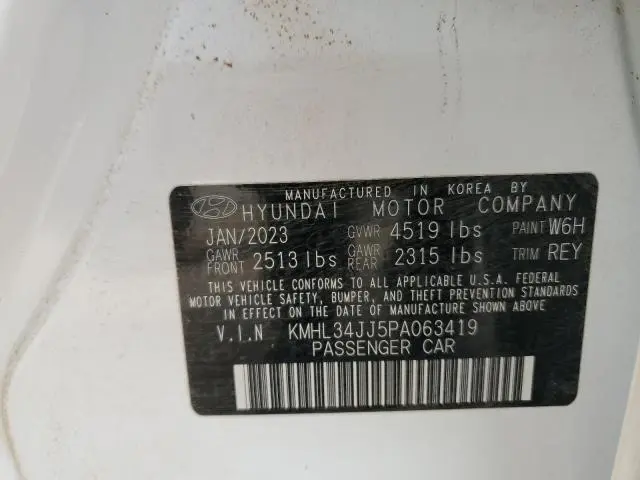 MANUFACTURED IN KOREA BY
HYUNDAI MOTOR COMPANY
JAN/2023 GVWR 4519 lbs PAINT W6H
GAWR FRONT 2513 lbs GAWR REAR 2315 lbs TRIM REY
THIS VEHICLE CONFORMS TO ALL APPLICABLE U.S.A. FEDERAL
MOTOR VEHICLE SAFETY, BUMPER, AND THEFT PREVENTION STANDARDS
IN EFFECT ON THE DATE OF MANUFACTURE SHOWN ABOVE.
V.I.N KMHL34JJ5PA063419
PASSENGER CAR